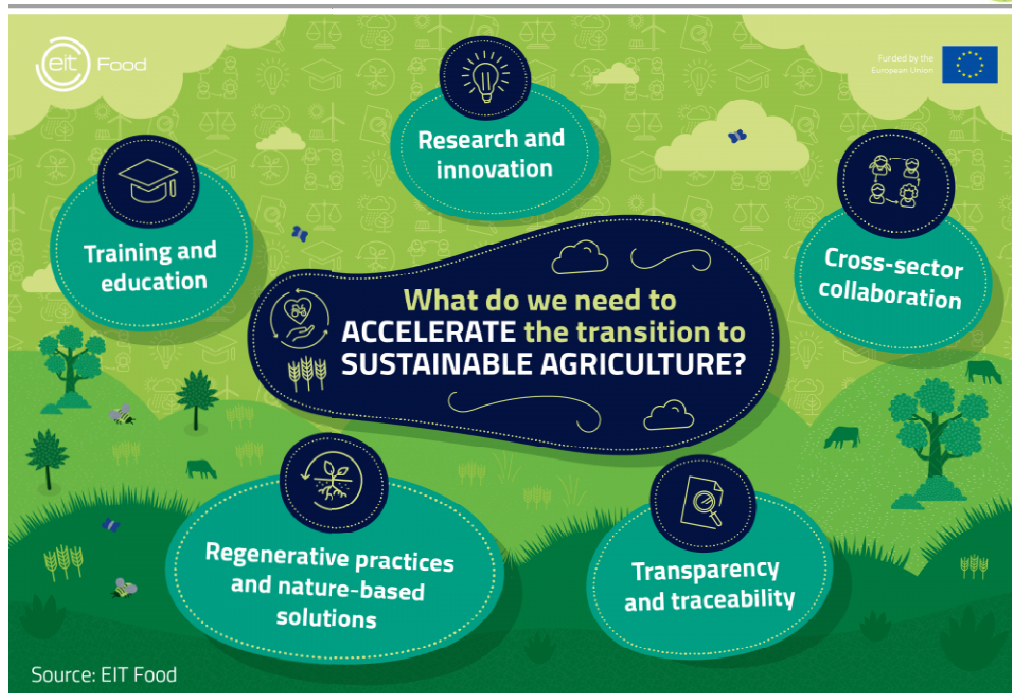 eit Food
Funded by the
European Union
Research and
innovation
Training and
education
Cross-sector
collaboration
What do we need to
ACCELERATE the transition to
SUSTAINABLE AGRICULTURE?
Regenerative practices
and nature-based
solutions
Transparency
and traceability
Source: EIT Food